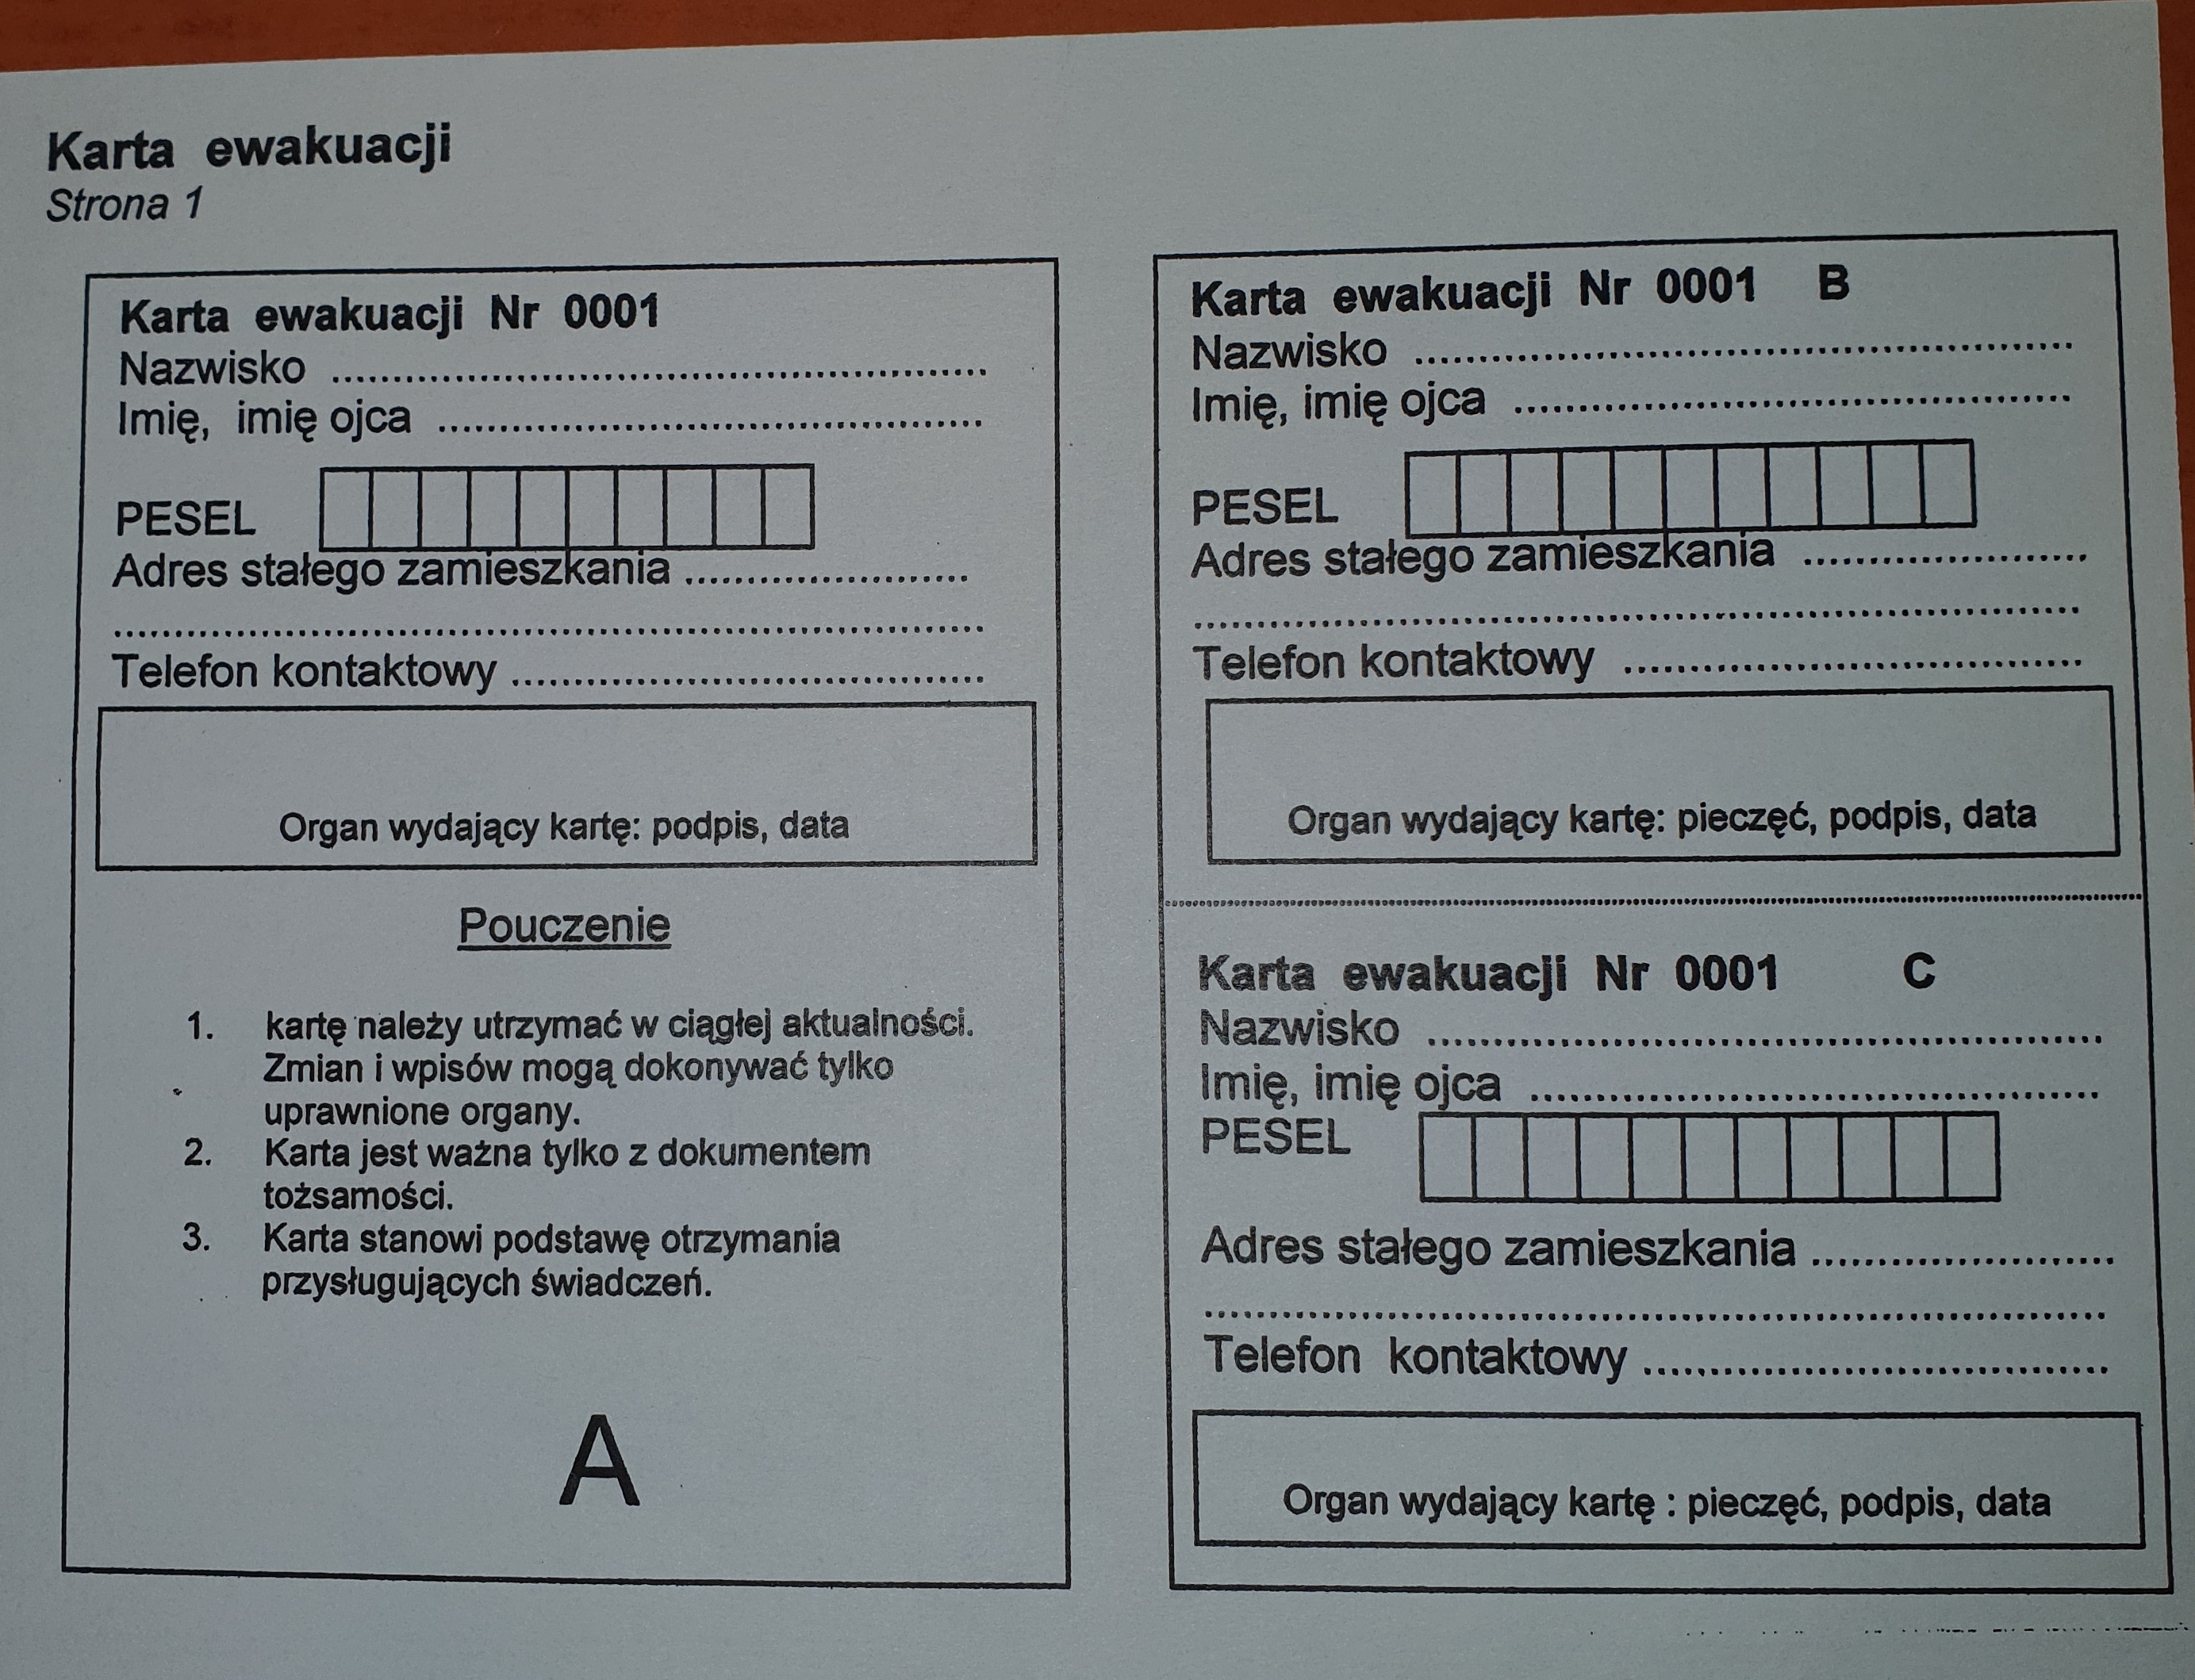 Karta ewakuacji
Strona 1
Karta ewakuacji Nr 0001
Nazwisko ........................................
Imię, imię ojca ........................................
PESEL
Adres stałego zamieszkania ....................
............................................................
Telefon kontaktowy ..............................
Organ wydający kartę: podpis, data
Pouczenie
1. kartę należy utrzymać w ciągłej aktualności.
Zmian i wpisów mogą dokonywać tylko
uprawnione organy.
2. Karta jest ważna tylko z dokumentem
tożsamości.
3. Karta stanowi podstawę otrzymania
przysługujących świadczeń.
A
Karta ewakuacji Nr 0001 B
Nazwisko ........................................
Imię, imię ojca ........................................
PESEL
Adres stałego zamieszkania ....................
............................................................
Telefon kontaktowy ..............................
Organ wydający kartę: pieczęć, podpis, data
Karta ewakuacji Nr 0001 C
Nazwisko ........................................
Imię, imię ojca ........................................
PESEL
Adres stałego zamieszkania ....................
............................................................
Telefon kontaktowy ..............................
Organ wydający kartę : pieczęć, podpis, data